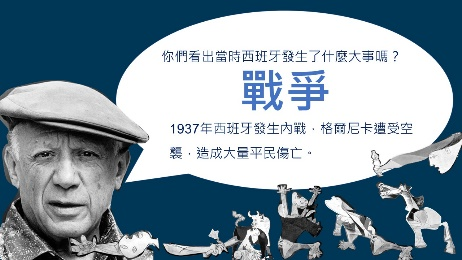 你們看出當時西班牙發生了什麼大事嗎？
戰爭
1937年西班牙發生內戰，格爾尼卡遭受空
襲，造成大量平民傷亡。